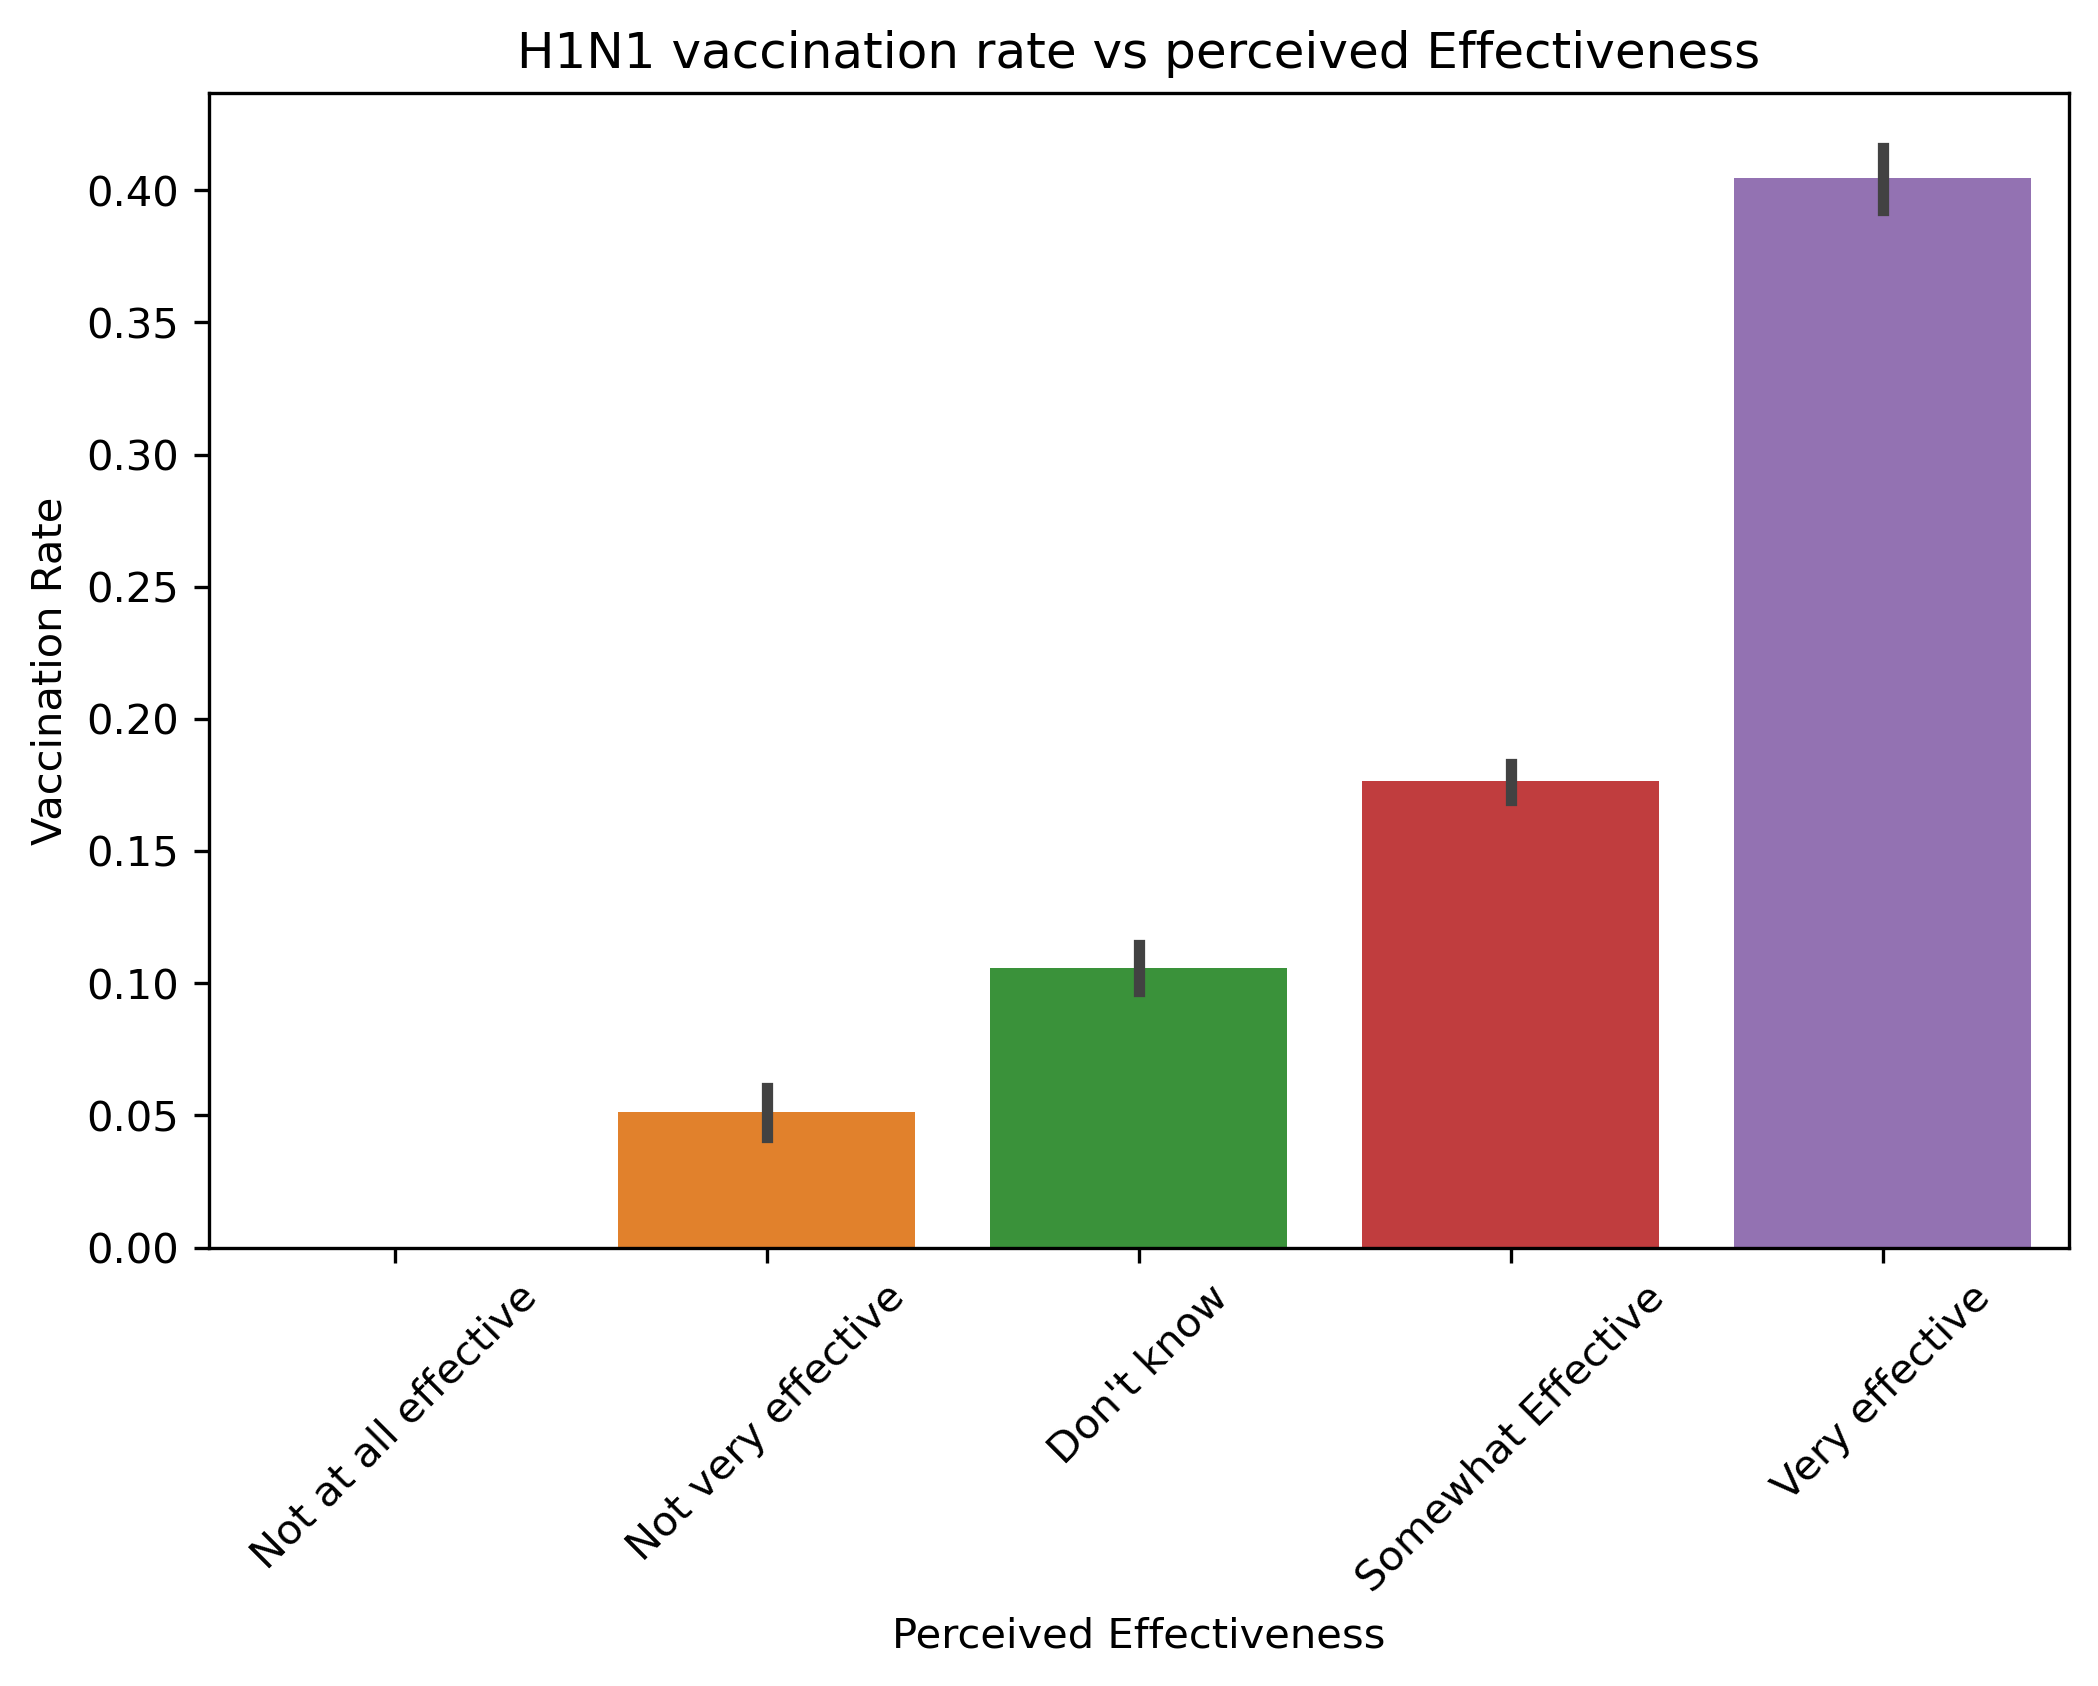 H1N1 vaccination rate vs perceived Effectiveness
0.40
0.35
0.30
0.25
0.20
0.15
0.10
0.05
0.00
Vaccination Rate
Not at all effective
Not very effective
Don't know
Somewhat Effective
Very effective
Perceived Effectiveness